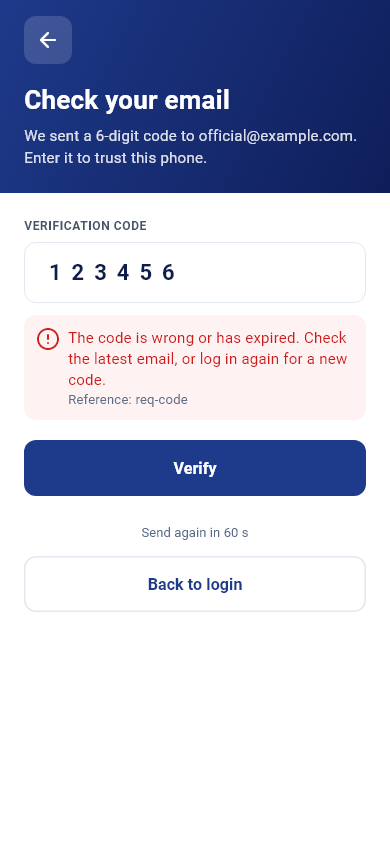 Check your email
We sent a 6-digit code to official@example.com.
Enter it to trust this phone.
VERIFICATION CODE
1 2 3 4 5 6
The code is wrong or has expired. Check
the latest email, or log in again for a new
code.
Reference: req-code
Verify
Send again in 60 s
Back to login